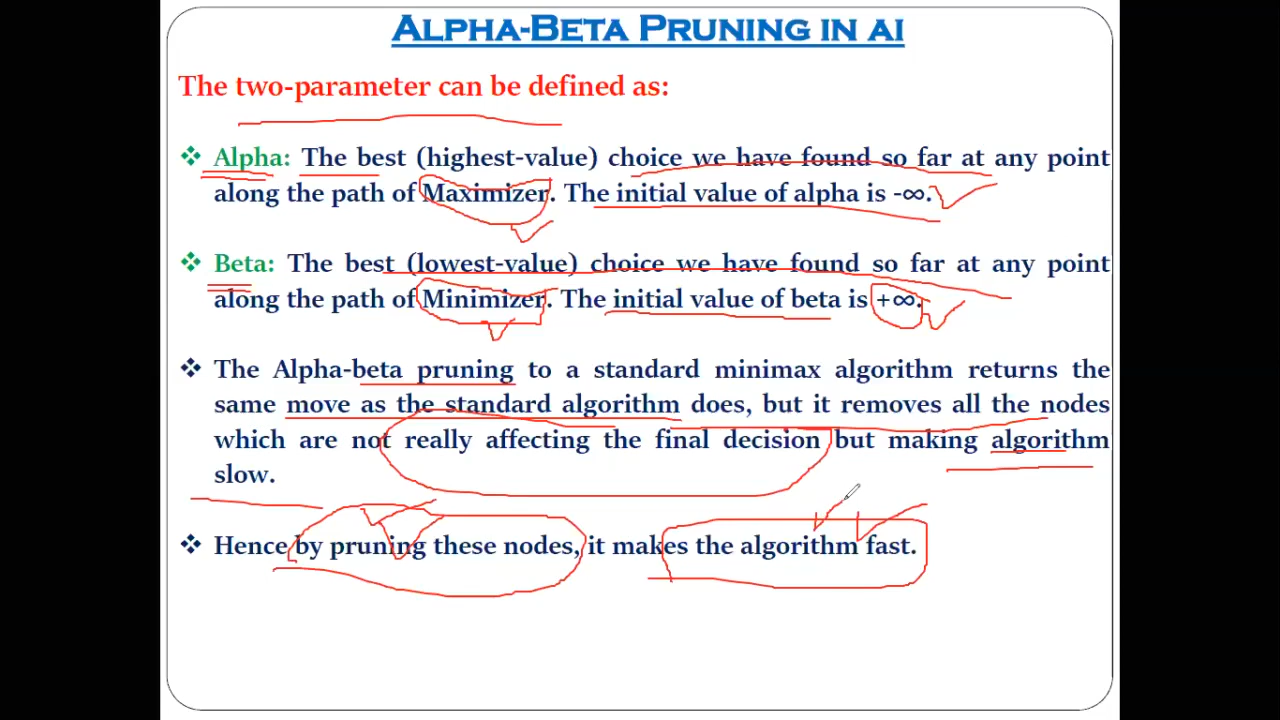 ALPHA-BETA PRUNING IN AI
The two-parameter can be defined as:
❖ Alpha: The best (highest-value) choice we have found so far at any point
along the path of Maximizer. The initial value of alpha is -∞.
❖ Beta: The best (lowest-value) choice we have found so far at any point
along the path of Minimizer. The initial value of beta is +∞.
❖ The Alpha-beta pruning to a standard minimax algorithm returns the
same move as the standard algorithm does, but it removes all the nodes
which are not really affecting the final decision but making algorithm
slow.
❖ Hence by pruning these nodes, it makes the algorithm fast.